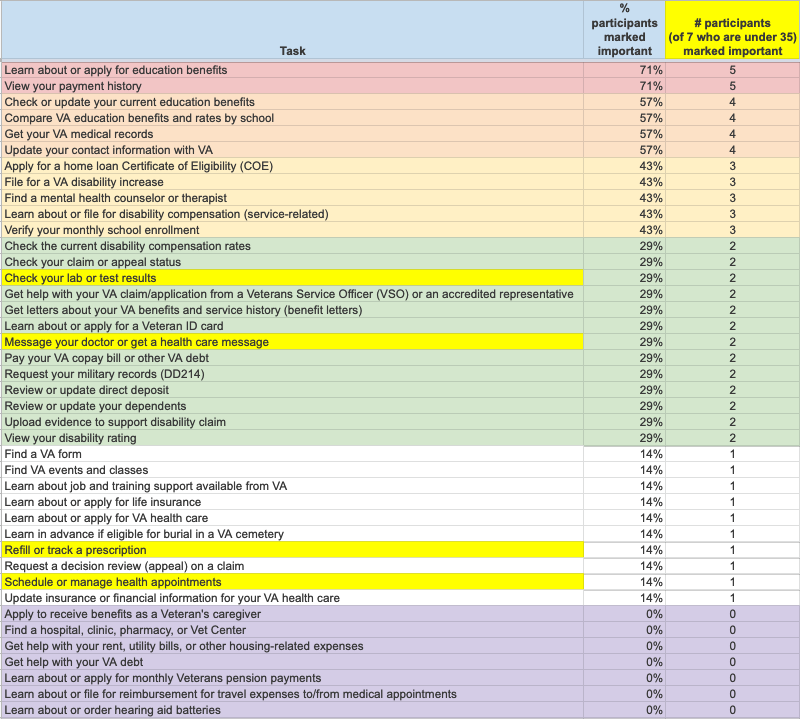 Task
%
participants
marked
important
# participants
(of 7 who are under 35)
marked important
Learn about or apply for education benefits 71% 5
View your payment history 71% 5
Check or update your current education benefits 57% 4
Compare VA education benefits and rates by school 57% 4
Get your VA medical records 57% 4
Update your contact information with VA 57% 4
Apply for a home loan Certificate of Eligibility (COE) 43% 3
File for a VA disability increase 43% 3
Find a mental health counselor or therapist 43% 3
Learn about or file for disability compensation (service-related) 43% 3
Verify your monthly school enrollment 43% 3
Check the current disability compensation rates 29% 2
Check your claim or appeal status 29% 2
Check your lab or test results 29% 2
Get help with your VA claim/application from a Veterans Service Officer (VSO) or an accredited representative 29% 2
Get letters about your VA benefits and service history (benefit letters) 29% 2
Learn about or apply for a Veteran ID card 29% 2
Message your doctor or get a health care message 29% 2
Pay your VA copay bill or other VA debt 29% 2
Request your military records (DD214) 29% 2
Review or update direct deposit 29% 2
Review or update your dependents 29% 2
Upload evidence to support disability claim 29% 2
View your disability rating 29% 2
Find a VA form 14% 1
Find VA events and classes 14% 1
Learn about job and training support available from VA 14% 1
Learn about or apply for life insurance 14% 1
Learn about or apply for VA health care 14% 1
Learn in advance if eligible for burial in a VA cemetery 14% 1
Refill or track a prescription 14% 1
Request a decision review (appeal) on a claim 14% 1
Schedule or manage health appointments 14% 1
Update insurance or financial information for your VA health care 14% 1
Apply to receive benefits as a Veteran's caregiver 0% 0
Find a hospital, clinic, pharmacy, or Vet Center 0% 0
Get help with your rent, utility bills, or other housing-related expenses 0% 0
Get help with your VA debt 0% 0
Learn about or apply for monthly Veterans pension payments 0% 0
Learn about or file for reimbursement for travel expenses to/from medical appointments 0% 0
Learn about or order hearing aid batteries 0% 0